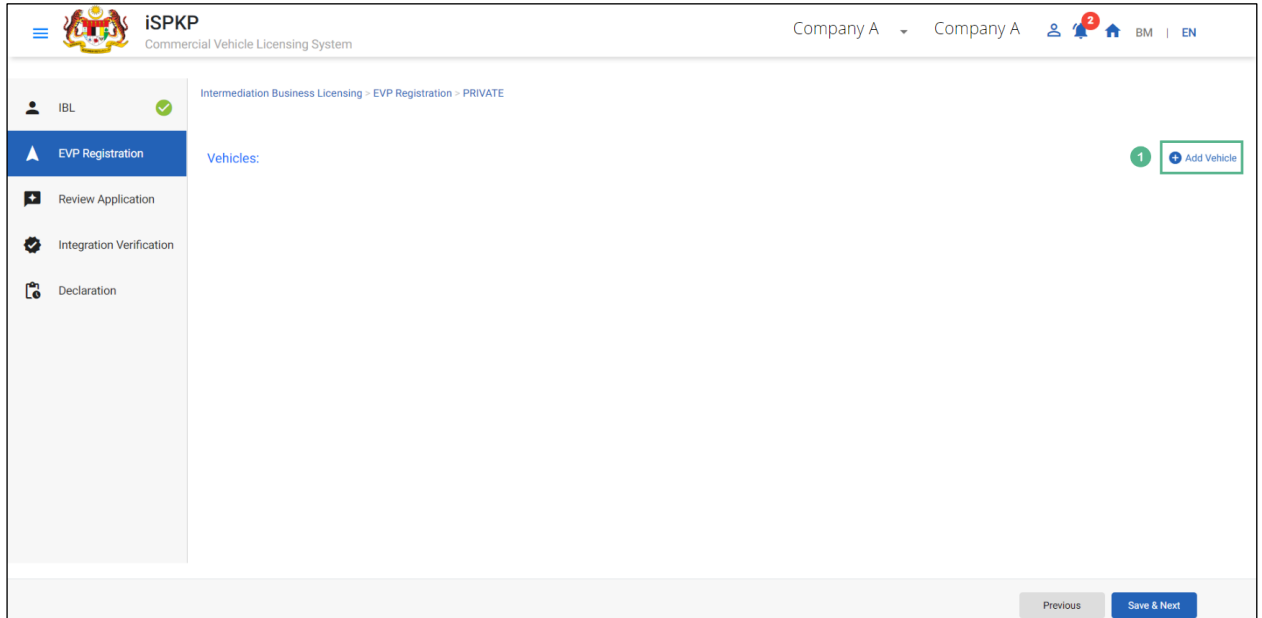 iSPKP
Commercial Vehicle Licensing System
Company A
Company A
2
BM | EN
IBL
EVP Registration
Review Application
Integration Verification
Declaration
Intermediation Business Licensing > EVP Registration > PRIVATE
Vehicles:
1
Add Vehicle
Previous
Save & Next